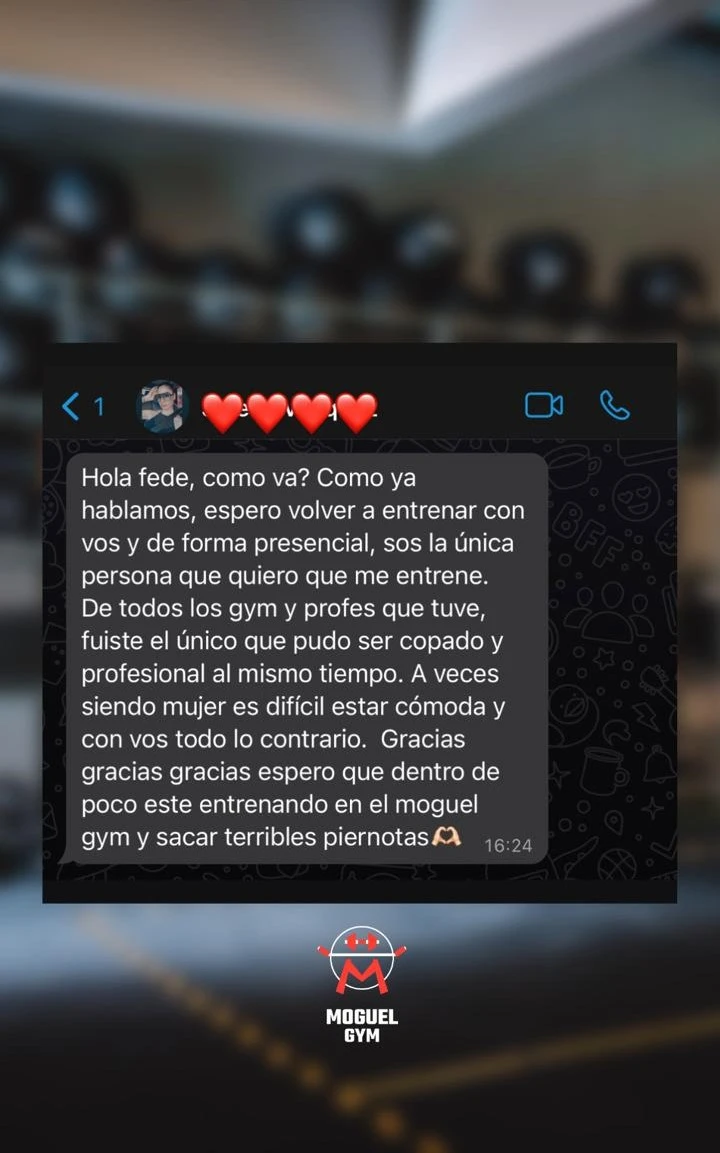 1
Hola fede, como va? Como ya
hablamos, espero volver a entrenar con
vos y de forma presencial, sos la única
persona que quiero que me entrene.
De todos los gym y profes que tuve,
fuiste el único que pudo ser copado y
profesional al mismo tiempo. A veces
siendo mujer es difícil estar cómoda y
con vos todo lo contrario.  Gracias
gracias gracias espero que dentro de
poco este entrenando en el moguel
gym y sacar terribles piernotas🫶🏼
16:24
MOGUEL
GYM